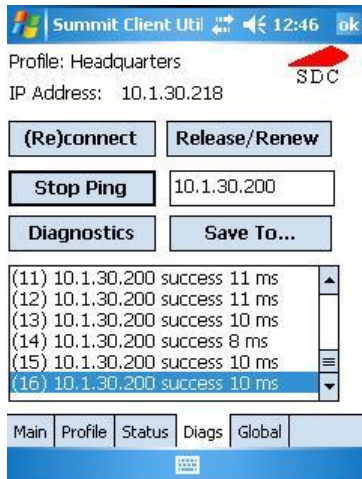 Summit Client Util 12:46 ok
Profile: Headquarters
SDC
IP Address: 10.1.30.218
(Re)connect Release/Renew
Stop Ping 10.1.30.200
Diagnostics Save To...
(11) 10.1.30.200 success 11 ms
(12) 10.1.30.200 success 11 ms
(13) 10.1.30.200 success 10 ms
(14) 10.1.30.200 success 8 ms
(15) 10.1.30.200 success 10 ms
(16) 10.1.30.200 success 10 ms
Main Profile Status Diags Global